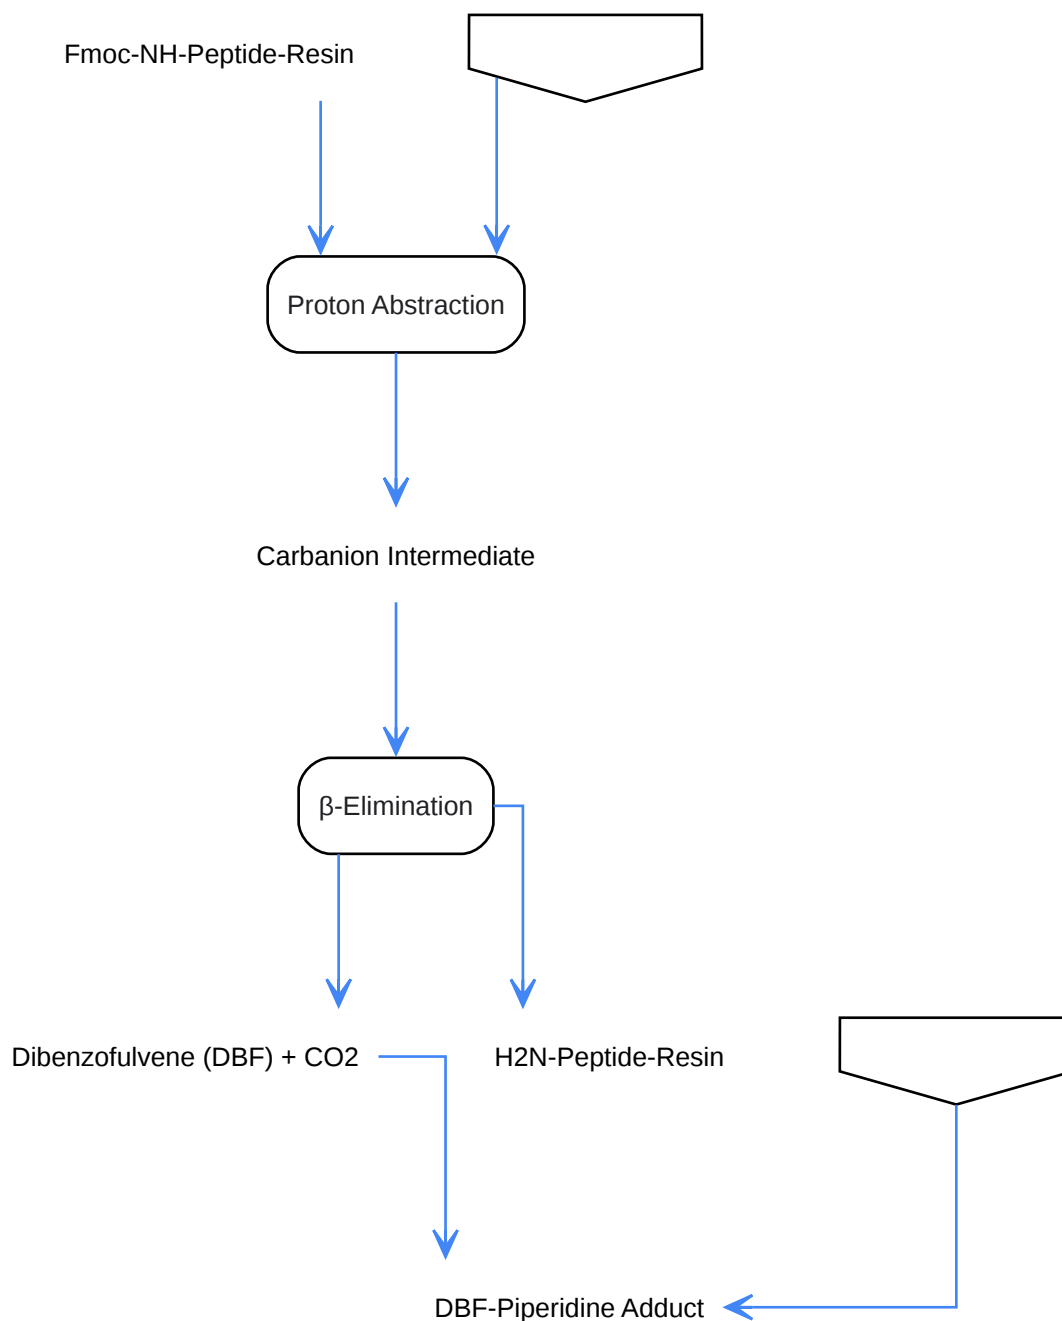 Fmoc-NH-Peptide-Resin
Proton Abstraction
Carbanion Intermediate
β-Elimination
Dibenzofulvene (DBF) + CO2
H2N-Peptide-Resin
DBF-Piperidine Adduct